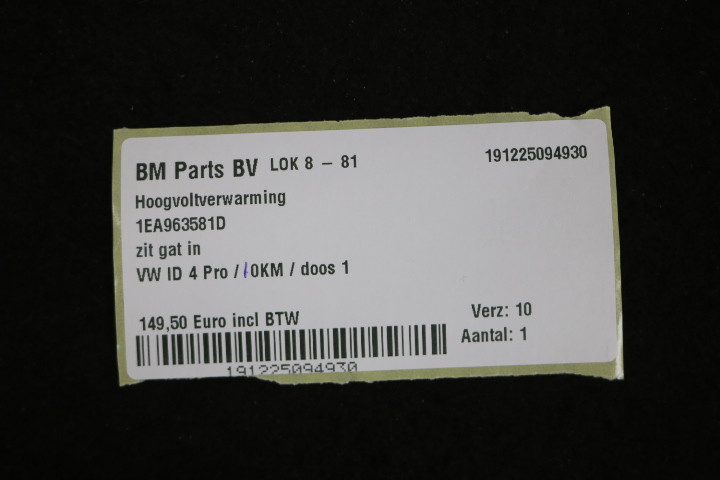 BM Parts BV LOK 8 – 81 191225094930
Hoogvoltverwarming
1EA963581D
zit gat in
VW ID 4 Pro / 0KM / doos 1
149,50 Euro incl BTW Verz: 10
Aantal: 1
191225094930